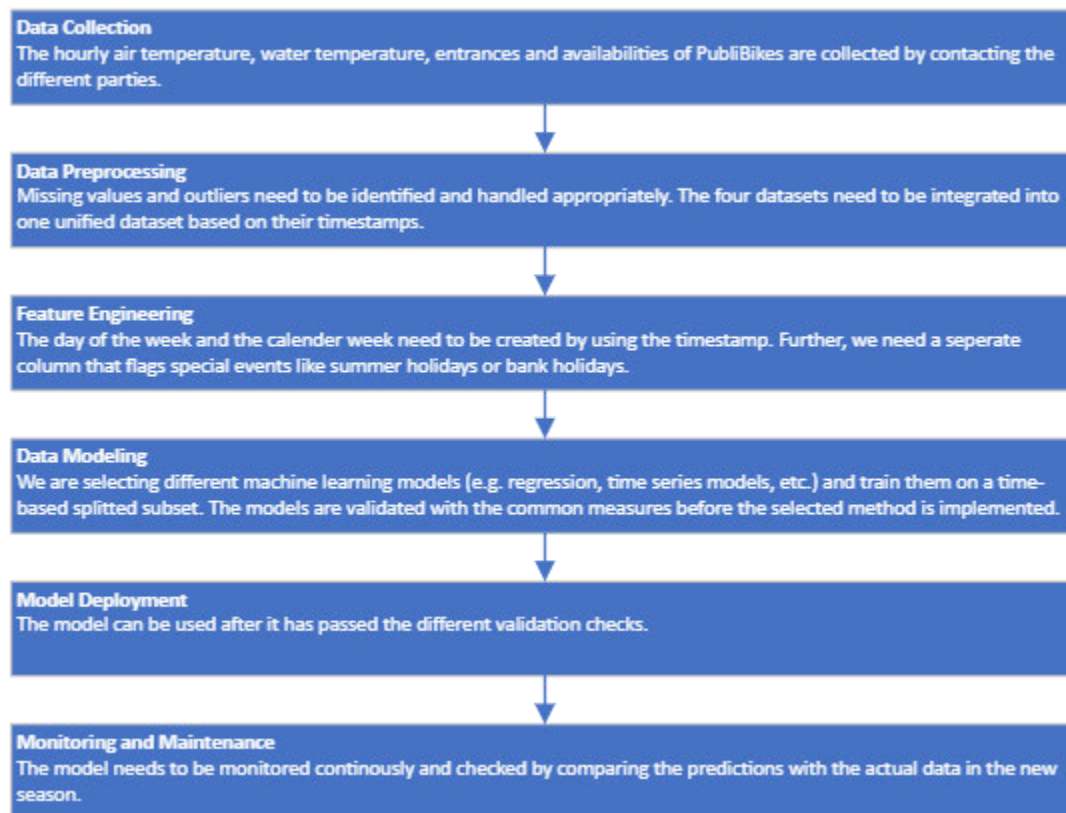 Data Collection
The hourly air temperature, water temperature, entrances and availabilities of PubliBikes are collected by contacting the
different parties.
Data Preprocessing
Missing values and outliers need to be identified and handled appropriately. The four datasets need to be integrated into
one unified dataset based on their timestamps.
Feature Engineering
The day of the week and the calender week need to be created by using the timestamp. Further, we need a seperate
column that flags special events like summer holidays or bank holidays.
Data Modeling
We are selecting different machine learning models (e.g. regression, time series models, etc.) and train them on a time-
based splitted subset. The models are validated with the common measures before the selected method is implemented.
Model Deployment
The model can be used after it has passed the different validation checks.
Monitoring and Maintenance
The model needs to be monitored continously and checked by comparing the predictions with the actual data in the new
season.